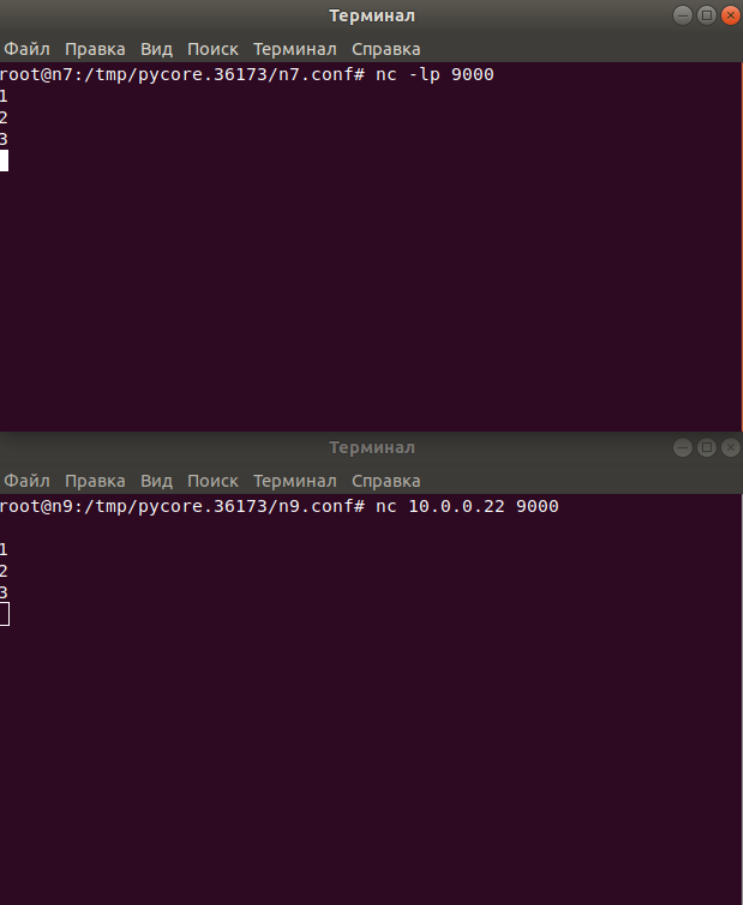 Терминал
Файл Правка Вид Поиск Терминал Справка
root@n7:/tmp/pycore.36173/n7.conf# nc -lp 9000
1
2
3
Терминал
Файл Правка Вид Поиск Терминал Справка
root@n9:/tmp/pycore.36173/n9.conf# nc 10.0.0.22 9000
1
2
3